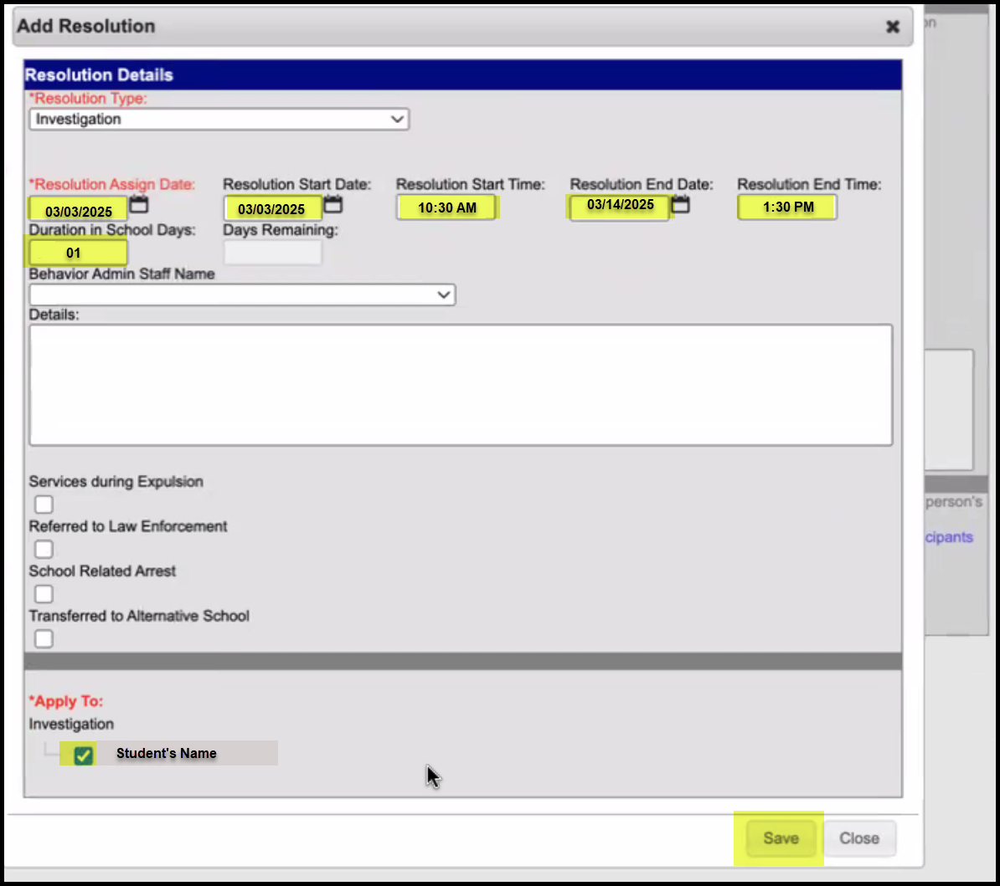 Add Resolution
on
Resolution Details
*Resolution Type:
Investigation
*Resolution Assign Date: Resolution Start Date: Resolution Start Time: Resolution End Date: Resolution End Time:
03/03/2025 03/03/2025 10:30 AM 03/14/2025 1:30 PM
Duration in School Days: Days Remaining:
01
Behavior Admin Staff Name
Details:
Services during Expulsion
Referred to Law Enforcement
person's
School Related Arrest
cipants
Transferred to Alternative School
*Apply To:
Investigation
Student's Name
Save Close